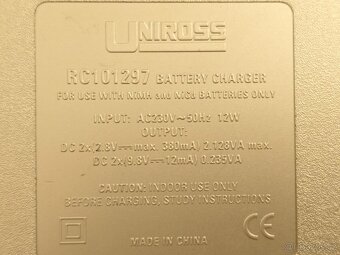 UNIROSS
RC101297 BATTERY CHARGER
FOR USE WITH NiMH and NiCd BATTERIES ONLY
INPUT: AC230V~50Hz 12W
OUTPUT:
DC 2x(2.8V⎓max. 380mA) 2.128VA max.
DC 2x(9.8V⎓12mA) 0.235VA
CAUTION: INDOOR USE ONLY
BEFORE CHARGING, STUDY INSTRUCTIONS
CE
MADE IN CHINA